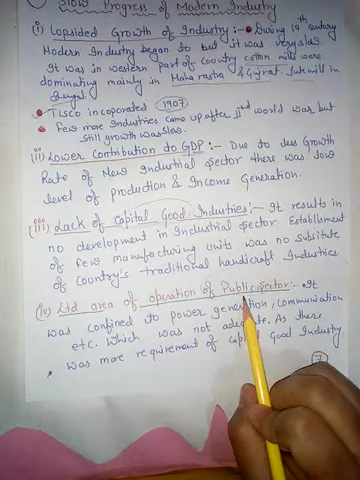 Slow Progress of Modern Industry
(i) Lopsided Growth of Industry :- During 19th Century
Modern Industry began to but it was very slow
It was in western part of country cotton mill were
dominating mainly in Maharastra & Gujrat. Jute mill in
Bengal
TISCO incoporated 1907
Few more Industries came up after IInd world war but
still growth was slow.
(ii) Lower Contribution to GDP :- Due to less Growth
Rate of New Industrial Sector there was low
level of production & Income Generation.
(iii) Lack of Capital Good Industries :- It results in
no development in Industrial Sector Establisment
of few manufacturing units was no subsitute
of Country's traditional handicraft Industries.
(iv) Ltd area of operation of Public sector :- It
was confined to power generation, Communication
etc. which was not adequate. As there
was more requirement of Capital Good Industry.
7